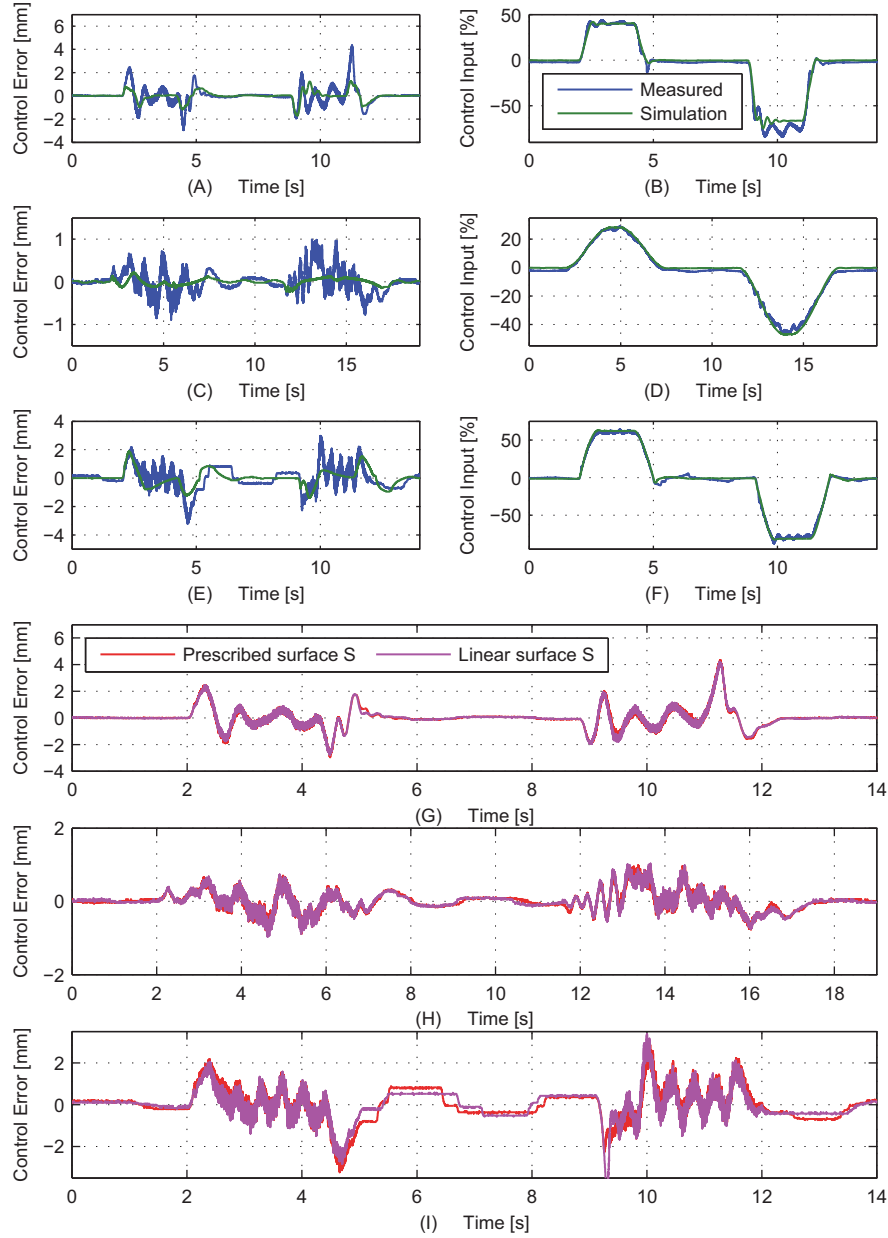 Control Error [mm]
6
4
2
0
−2
−4
0
5
10
(A) Time [s]
Control Input [%]
50
0
−50
0
5
10
(B) Time [s]
Measured
Simulation
Control Error [mm]
1
0
−1
0
5
10
15
(C) Time [s]
Control Input [%]
20
0
−20
−40
0
5
10
15
(D) Time [s]
Control Error [mm]
4
2
0
−2
−4
0
5
10
(E) Time [s]
Control Input [%]
50
0
−50
0
5
10
(F) Time [s]
Control Error [mm]
6
4
2
0
−2
−4
Prescribed surface S
Linear surface S
0 2 4 6 8 10 12 14
(G) Time [s]
Control Error [mm]
2
0
−2
0 2 4 6 8 10 12 14 16 18
(H) Time [s]
Control Error [mm]
2
0
−2
0 2 4 6 8 10 12 14
(I) Time [s]